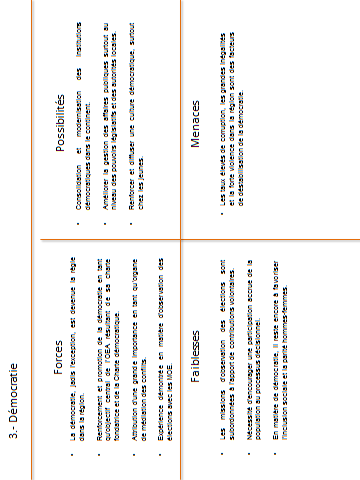 3.- Démocratie
Forces
• La démocratie, jadis l'exception, est devenue la règle
dans la région.
• Renforcement et promotion de la démocratie en tant
qu'objectif central de l'OEA résultant de sa charte
fondatrice et de la Charte démocratique.
• Attribution d'une grande importance en tant qu'organe
de médiation des conflits.
• Expérience démontrée en matière d'observation des
élections avec les MOE.
Possibilités
• Consolidation et modernisation des institutions
démocratiques dans le continent.
• Améliorer la gestion des affaires publiques surtout au
niveau des pouvoirs législatifs et des autorités locales.
• Renforcer et diffuser une culture démocratique, surtout
chez les jeunes.
Faiblesses
• Les missions d'observation des élections sont
subordonnées à l'apport de contributions volontaires.
• Nécessité d'encourager une participation accrue de la
population au processus décisionnel.
• En matière de démocratie, il reste encore à favoriser
l'inclusion sociale et la parité hommes-femmes.
Menaces
• Les taux élevés de corruption, les grandes inégalités
et la forte violence dans la région sont des facteurs
de déstabilisation de la démocratie.